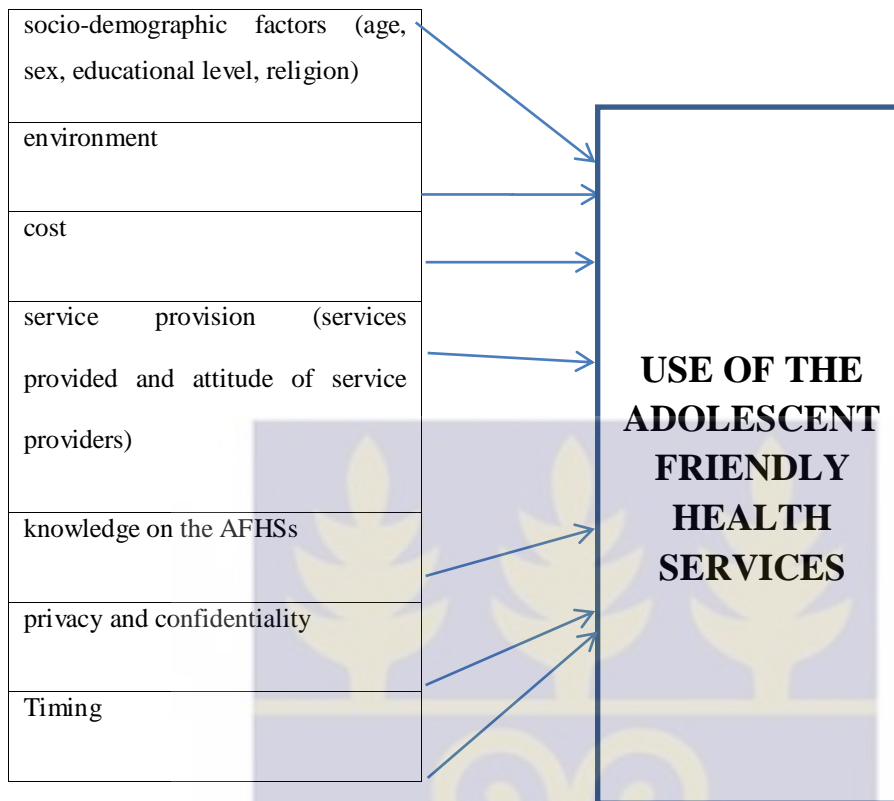 socio-demographic factors (age,
sex, educational level, religion)
environment
cost
service provision (services
provided and attitude of service
providers)
knowledge on the AFHSs
privacy and confidentiality
Timing
USE OF THE
ADOLESCENT
FRIENDLY
HEALTH
SERVICES